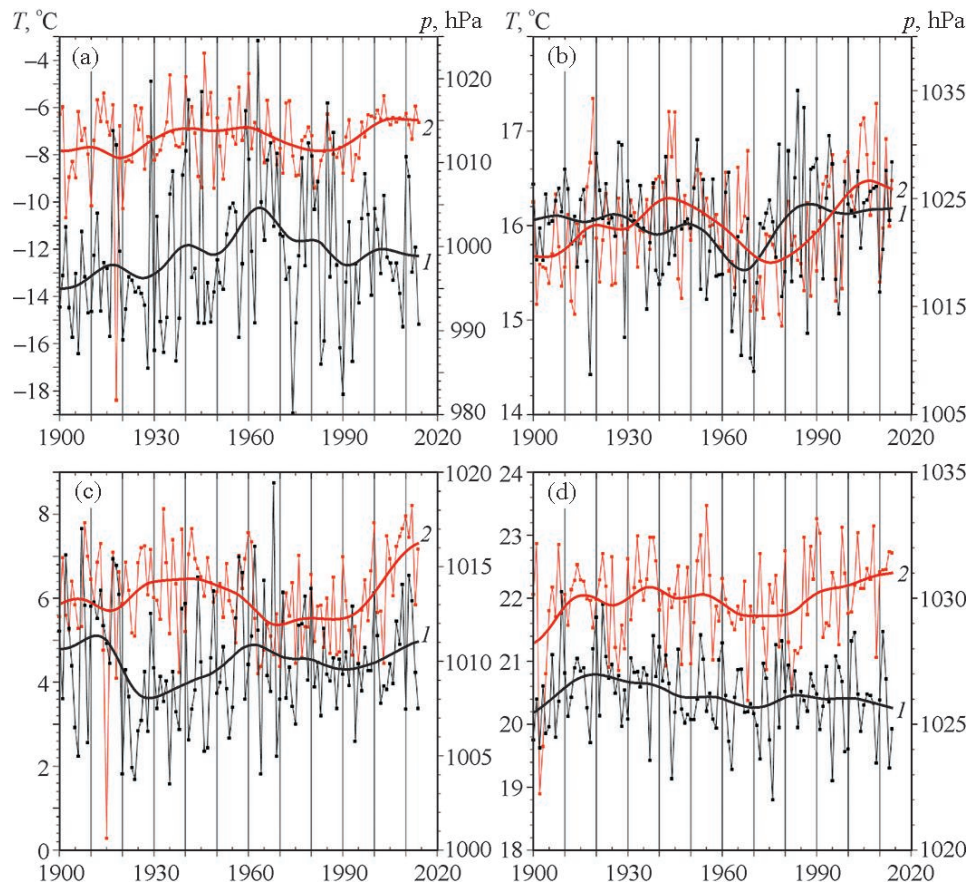 T, °C p, hPa T, °C p, hPa
(a) (b)
−4 1020 17 1035
−6 2 1030
−8 1010
−10 16 1025 2
−12 1000 1 1
−14 1020
−16 990 15 1015
−18 1010
980 14 1005
1900 1930 1960 1990 2020 1900 1930 1960 1990 2020
(c) (d)
8 1020 24 1035
2 23
6 1015 22 1030 2
1 21
4 1010 20 1025 1
2 1005 19
0 1000 18 1020
1900 1930 1960 1990 2020 1900 1930 1960 1990 2020